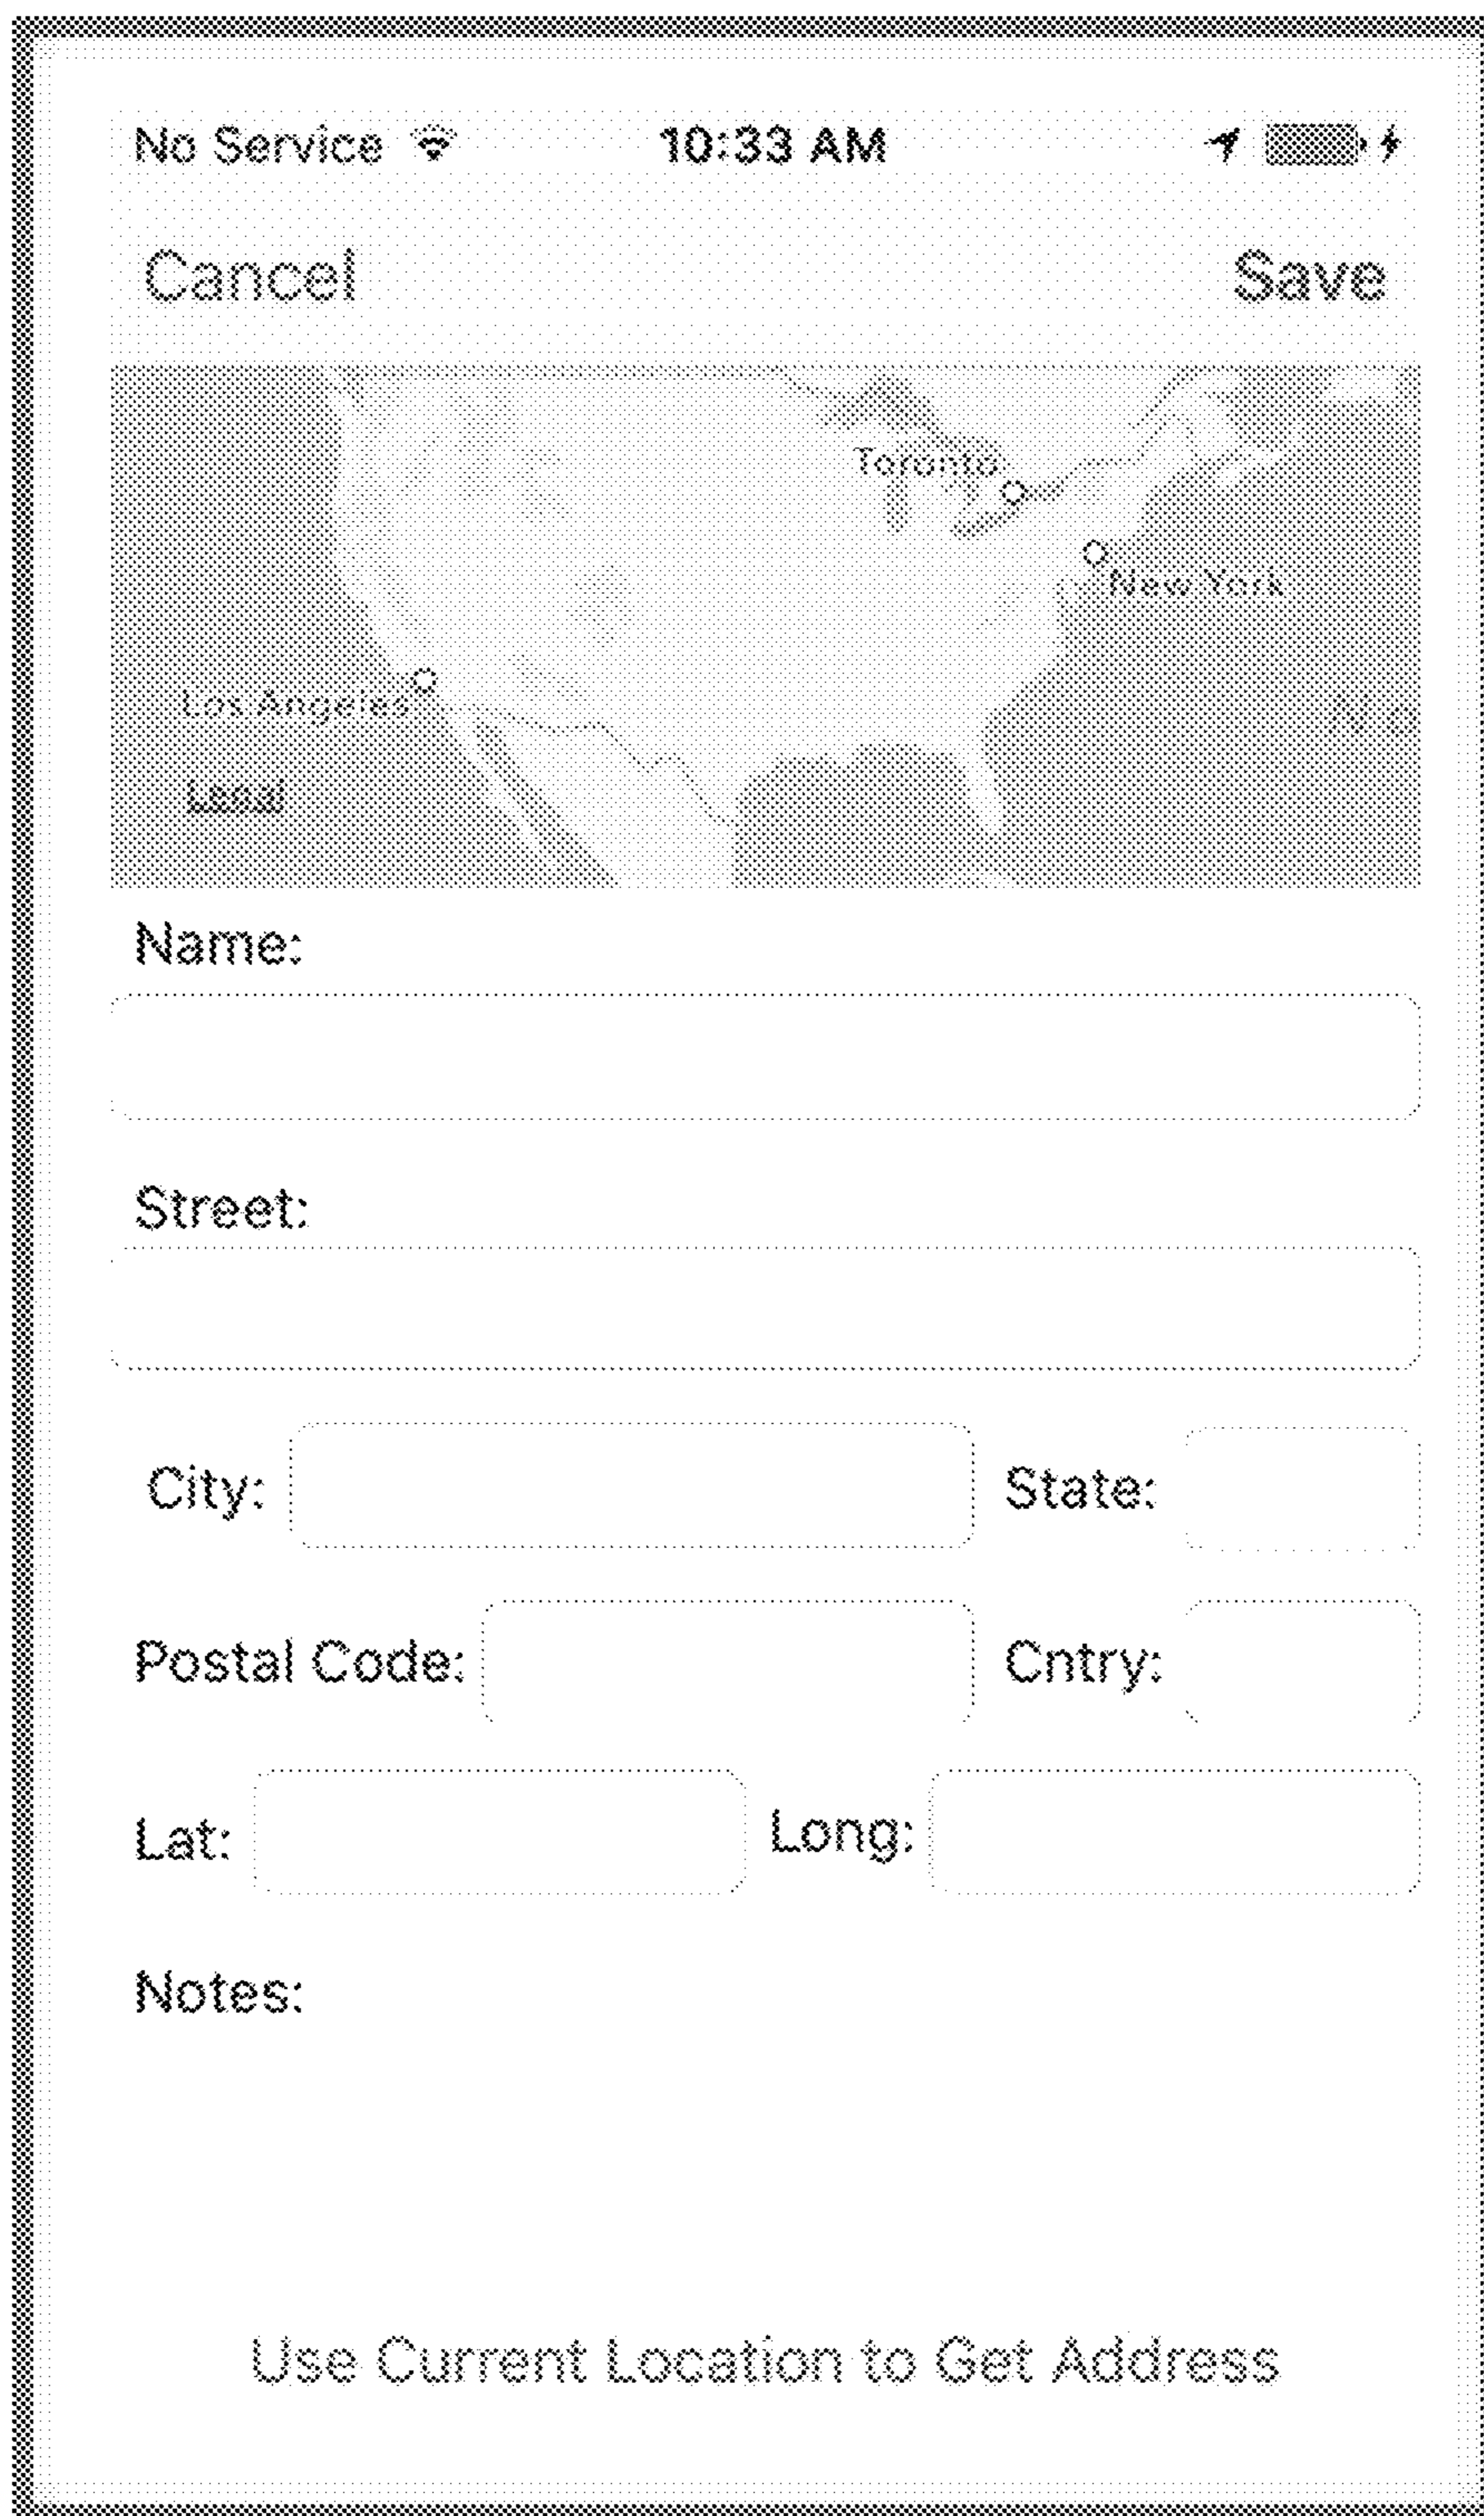 No Service 10:33 AM
Cancel Save
Toronto
New York
Los Angeles
Legal
Name:
Street:
City: State:
Postal Code: Cntry:
Lat: Long:
Notes:
Use Current Location to Get Address